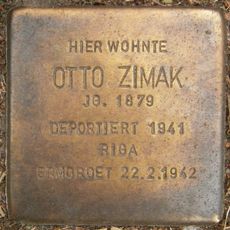 HIER WOHNTE
OTTO ZIMAK
JG. 1879
DEPORTIERT 1941
RIGA
ERMORDET 22.2.1942